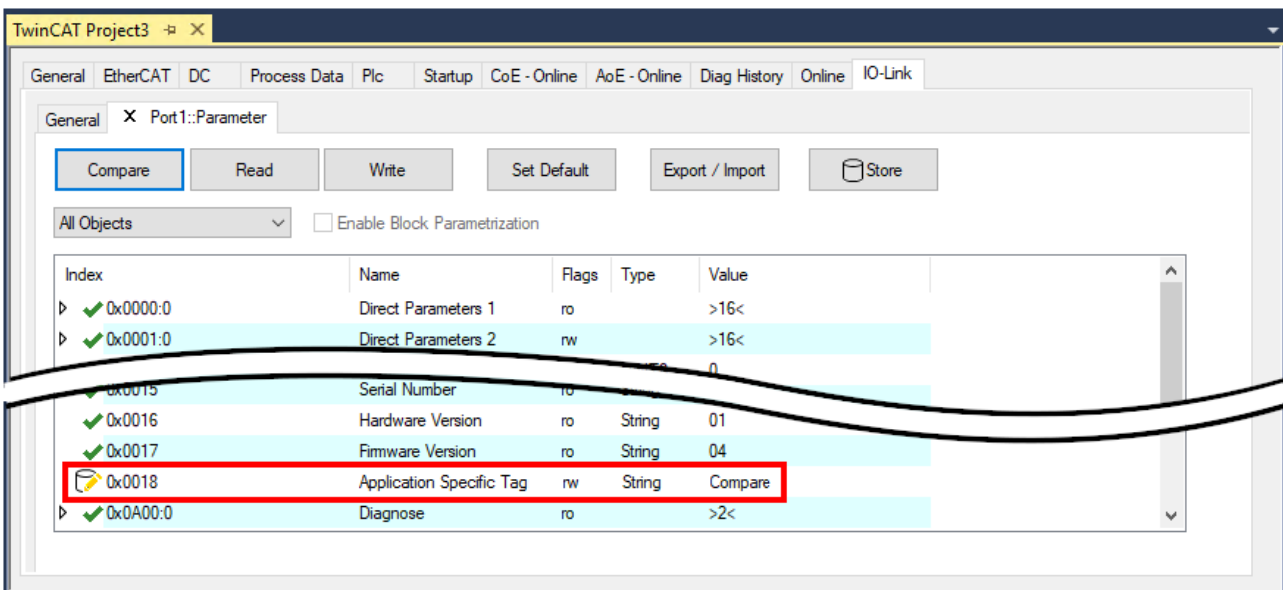 TwinCAT Project3
General EtherCAT DC Process Data Plc Startup CoE - Online AoE - Online Diag History Online IO-Link
General X Port1::Parameter
Compare Read Write Set Default Export / Import Store
All Objects Enable Block Parametrization
Index Name Flags Type Value
0x0000:0 Direct Parameters 1 ro >16<
0x0001:0 Direct Parameters 2 rw >16<
0
0x0015 Serial Number ro
0x0016 Hardware Version ro String 01
0x0017 Firmware Version ro String 04
0x0018 Application Specific Tag rw String Compare
0x0A00:0 Diagnose ro >2<